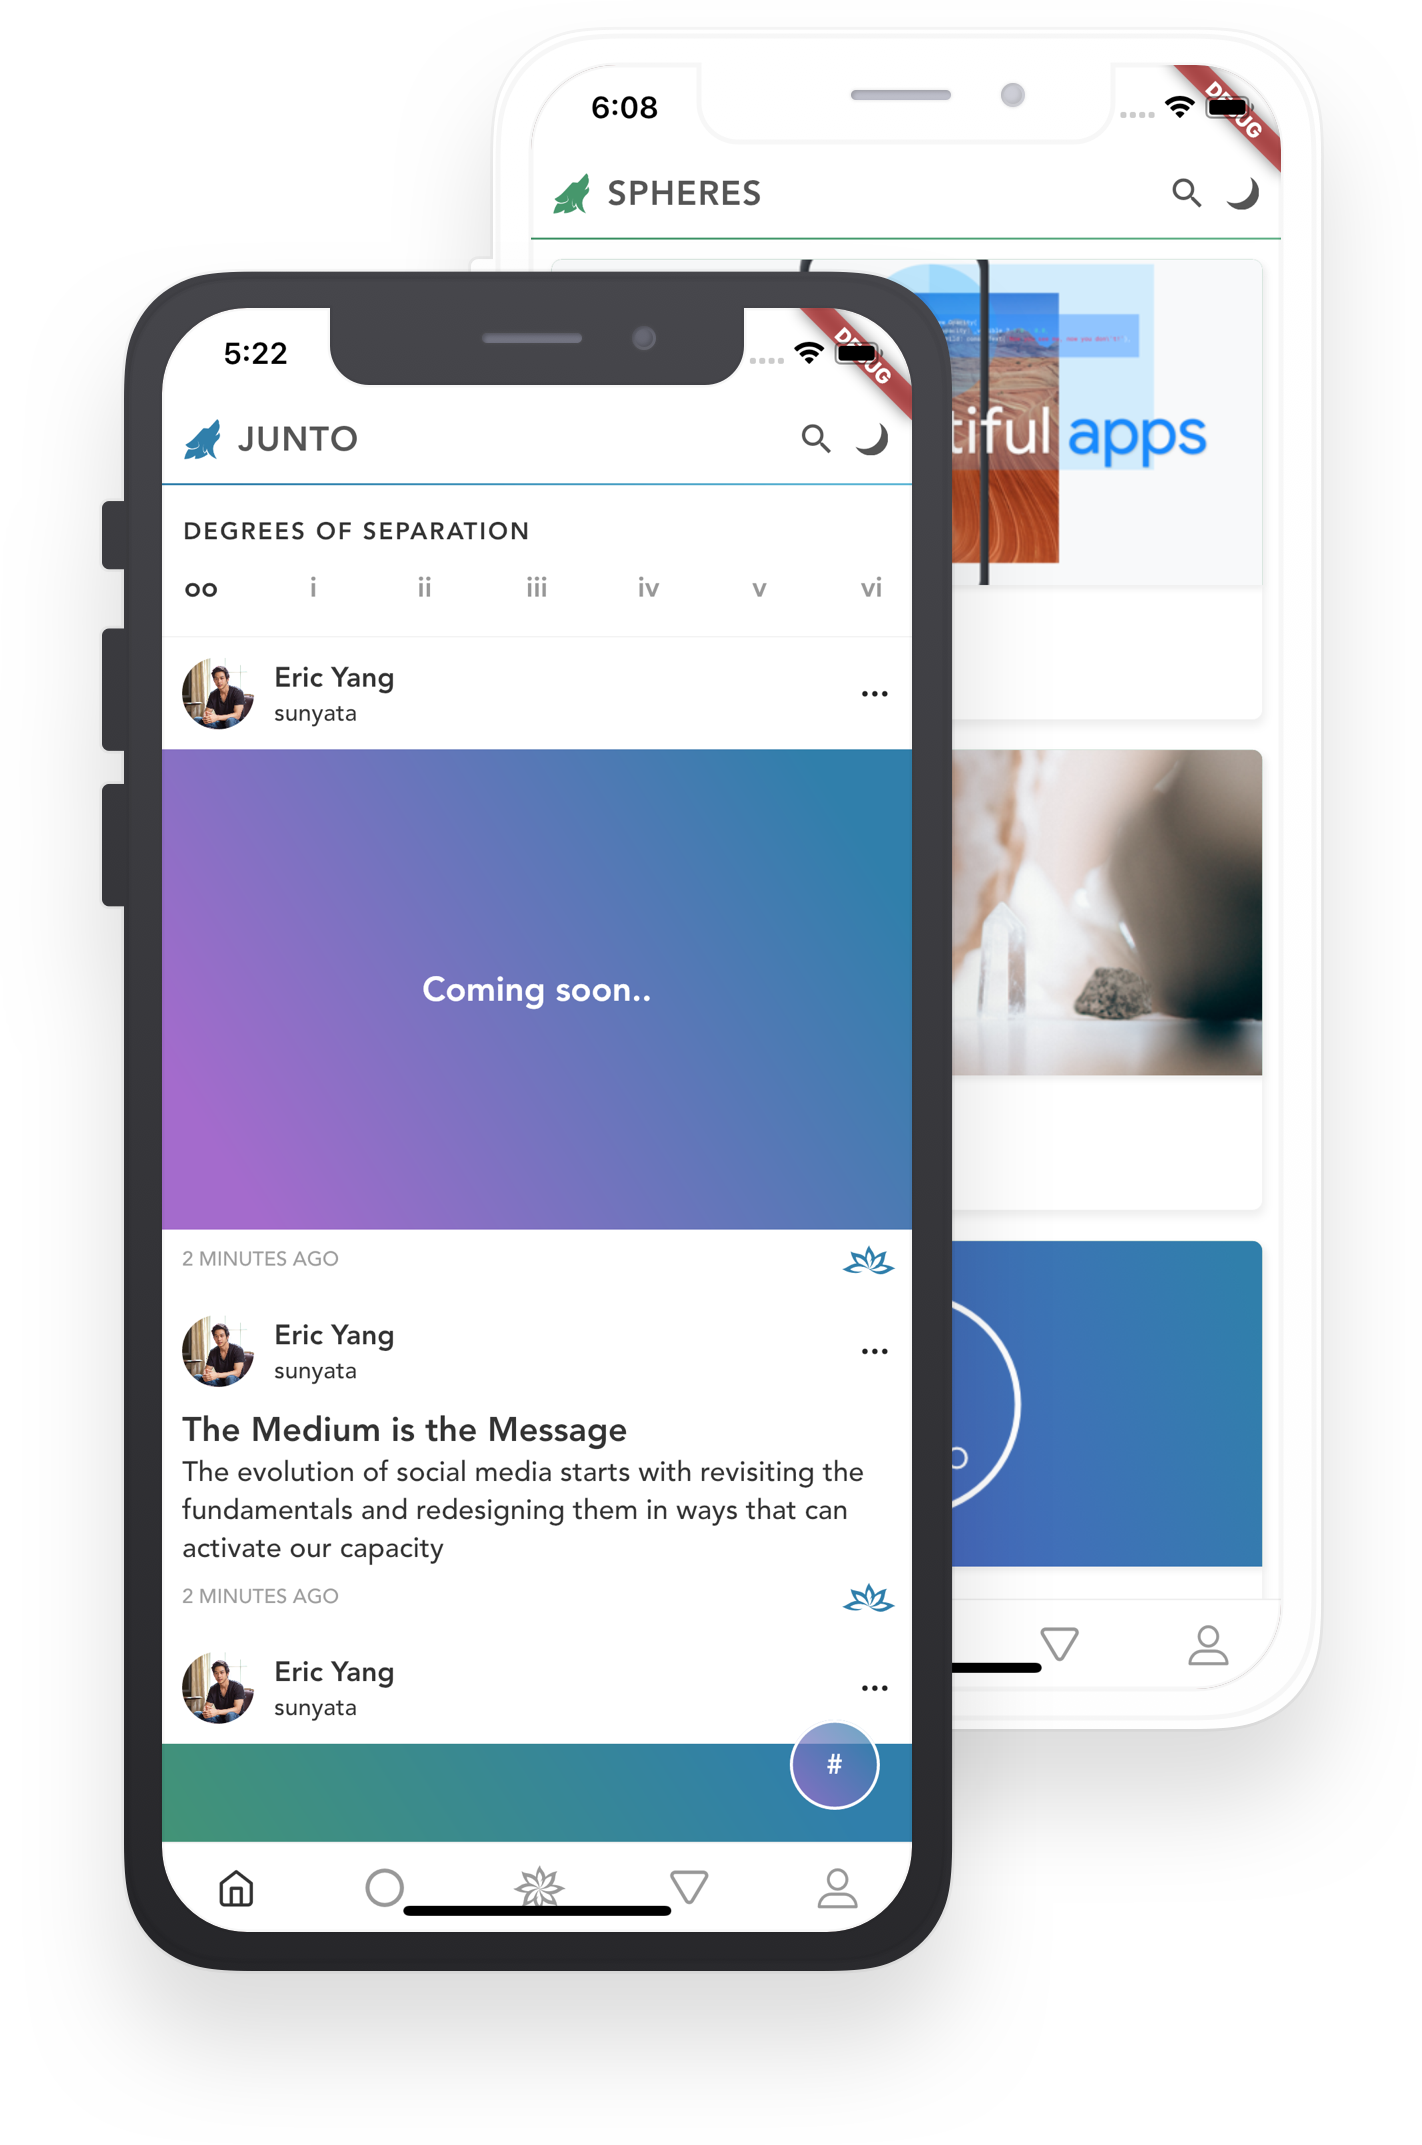 6:08
DEBUG
SPHERES
tiful apps
5:22
DEBUG
JUNTO
DEGREES OF SEPARATION
oo i ii iii iv v vi
Eric Yang
sunyata
Coming soon..
2 MINUTES AGO
Eric Yang
sunyata
The Medium is the Message
The evolution of social media starts with revisiting the
fundamentals and redesigning them in ways that can
activate our capacity
2 MINUTES AGO
Eric Yang
sunyata
#